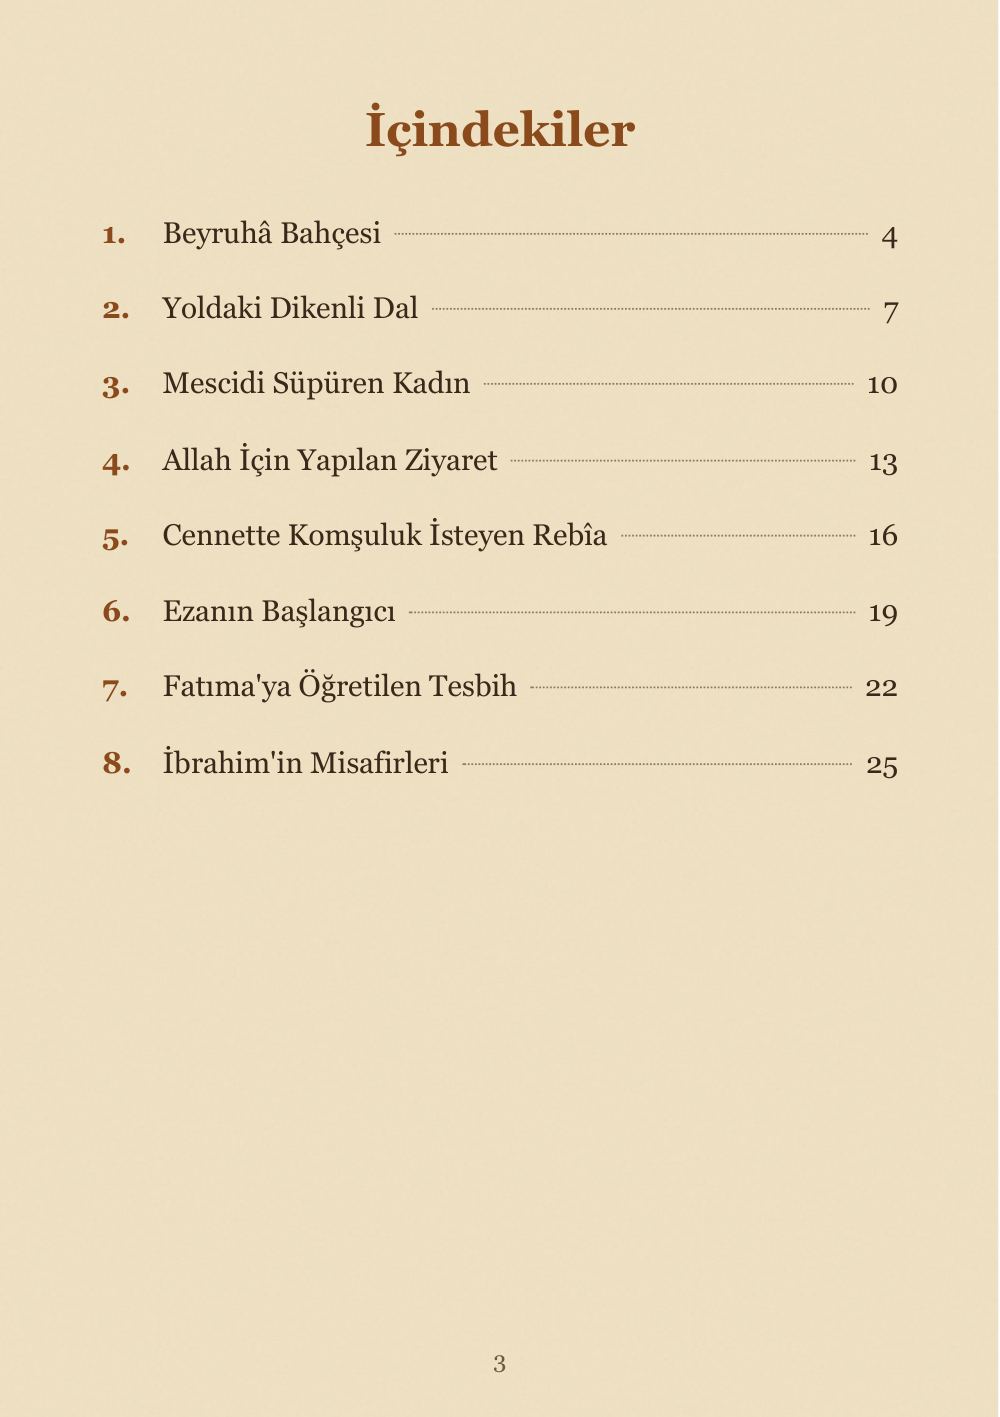 İçindekiler
1. Beyruhâ Bahçesi 4
2. Yoldaki Dikenli Dal 7
3. Mescidi Süpüren Kadın 10
4. Allah İçin Yapılan Ziyaret 13
5. Cennette Komşuluk İsteyen Rebîa 16
6. Ezanın Başlangıcı 19
7. Fatıma'ya Öğretilen Tesbih 22
8. İbrahim'in Misafirleri 25
3